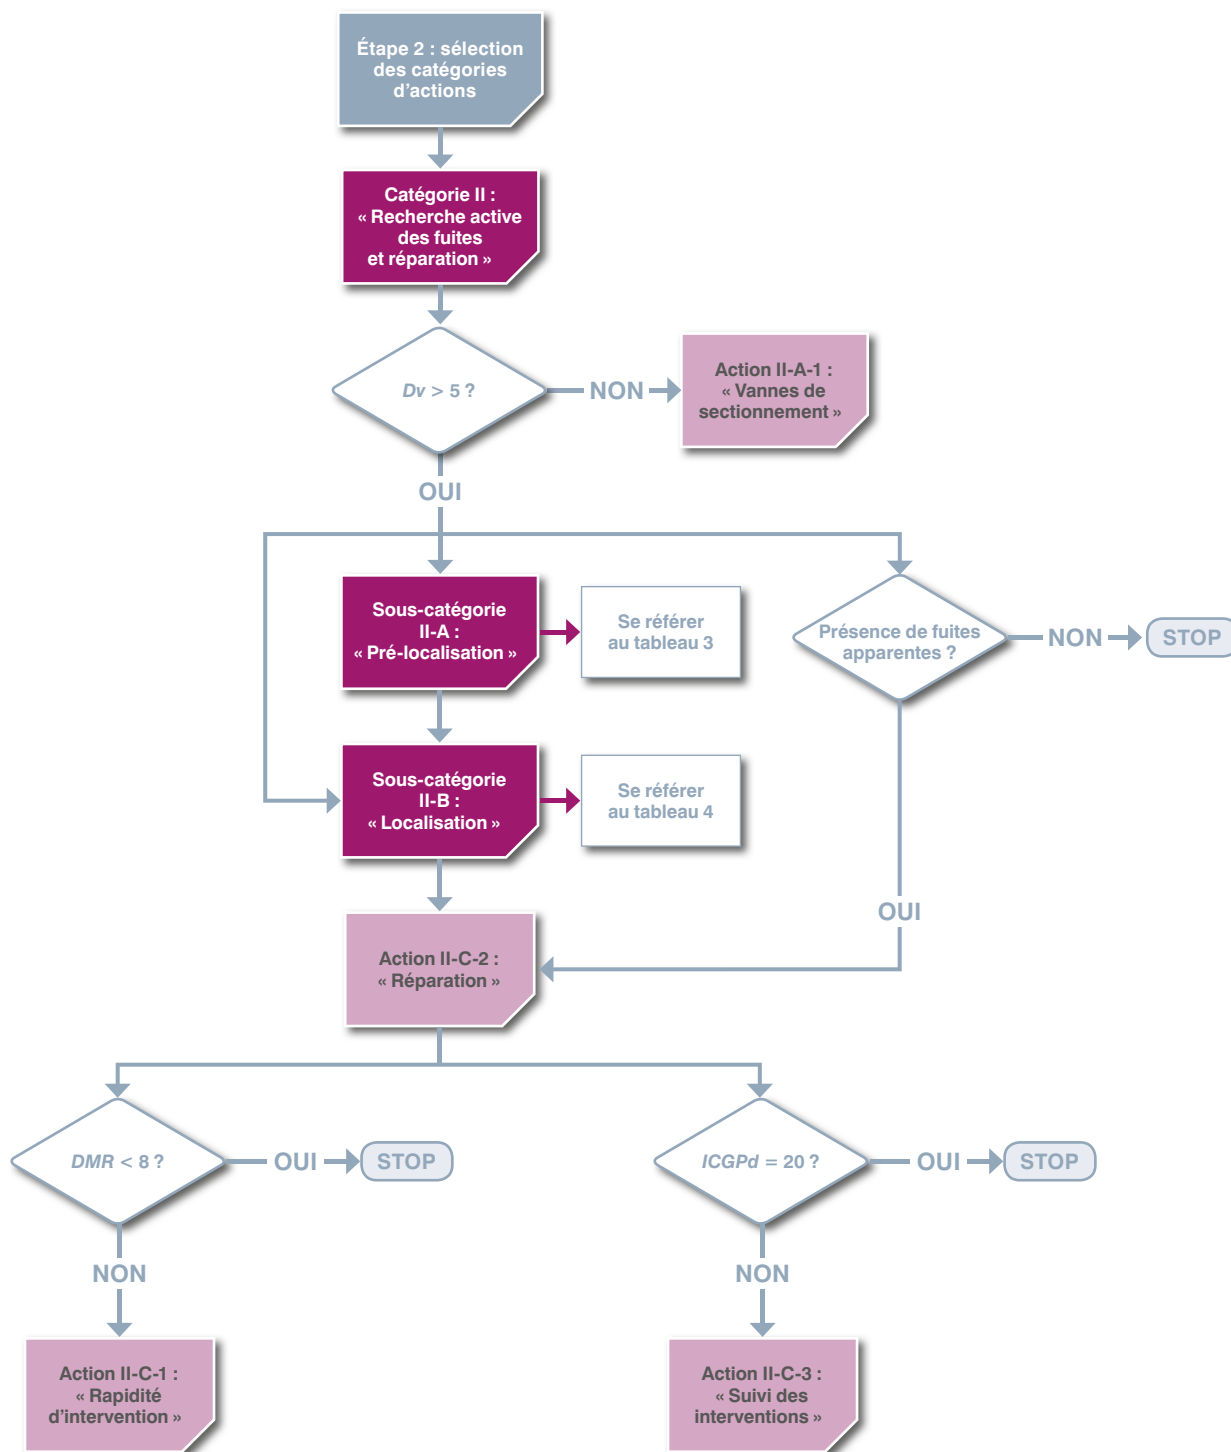 Étape 2 : sélection
des catégories
d'actions
Catégorie II :
« Recherche active
des fuites
et réparation »
Dv > 5 ?
NON
Action II-A-1 :
« Vannes de
sectionnement »
OUI
Sous-catégorie
II-A :
« Pré-localisation »
Se référer
au tableau 3
Présence de fuites
apparentes ?
NON
STOP
Sous-catégorie
II-B :
« Localisation »
Se référer
au tableau 4
OUI
Action II-C-2 :
« Réparation »
DMR < 8 ?
OUI
STOP
ICGPd = 20 ?
OUI
STOP
NON
NON
Action II-C-1 :
« Rapidité
d'intervention »
Action II-C-3 :
« Suivi des
interventions »